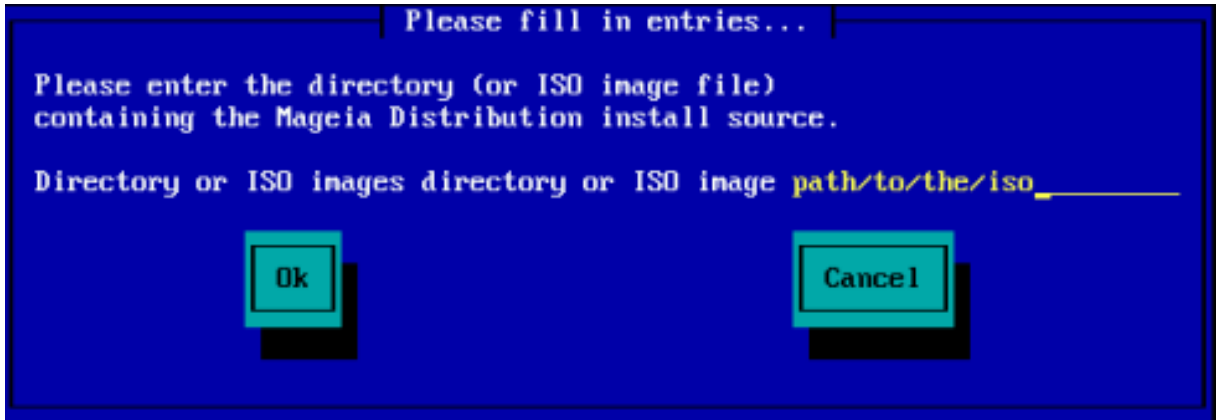 Please fill in entries...
Please enter the directory (or ISO image file)
containing the Mageia Distribution install source.
Directory or ISO images directory or ISO image path/to/the/iso
Ok
Cancel